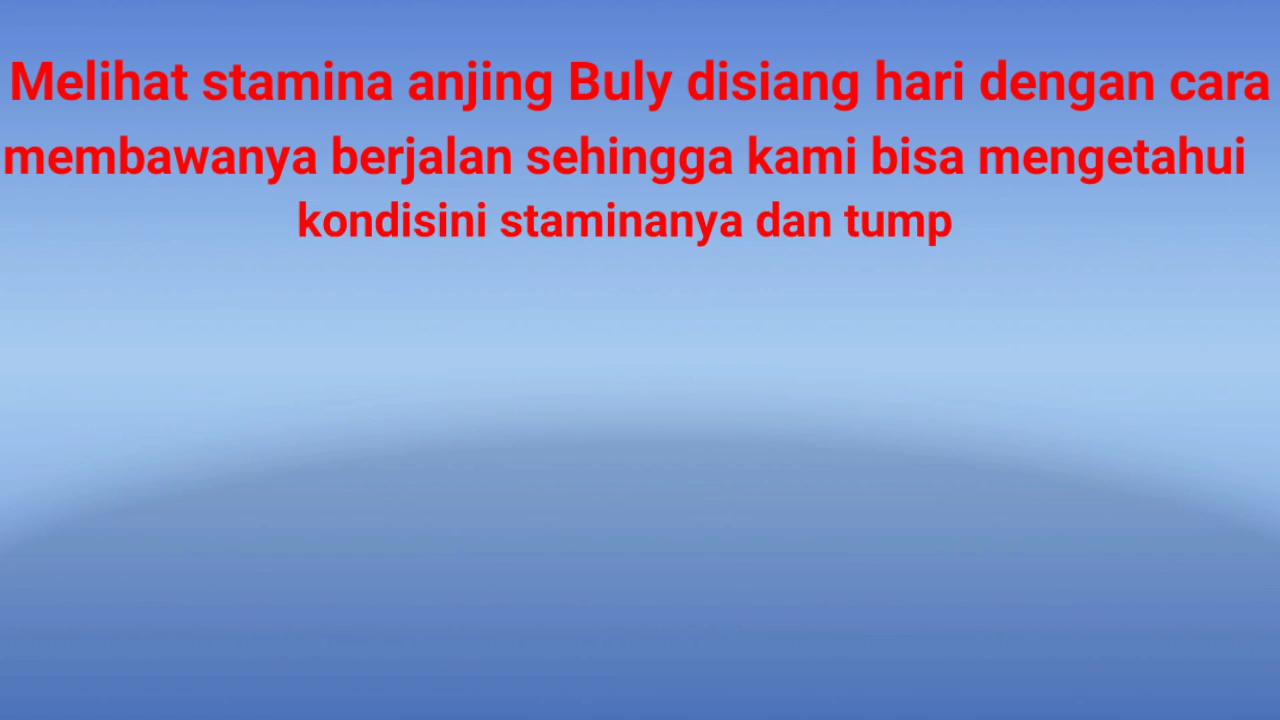 Melihat stamina anjing Buly disiang hari dengan cara
membawanya berjalan sehingga kami bisa mengetahui
kondisini staminanya dan tump